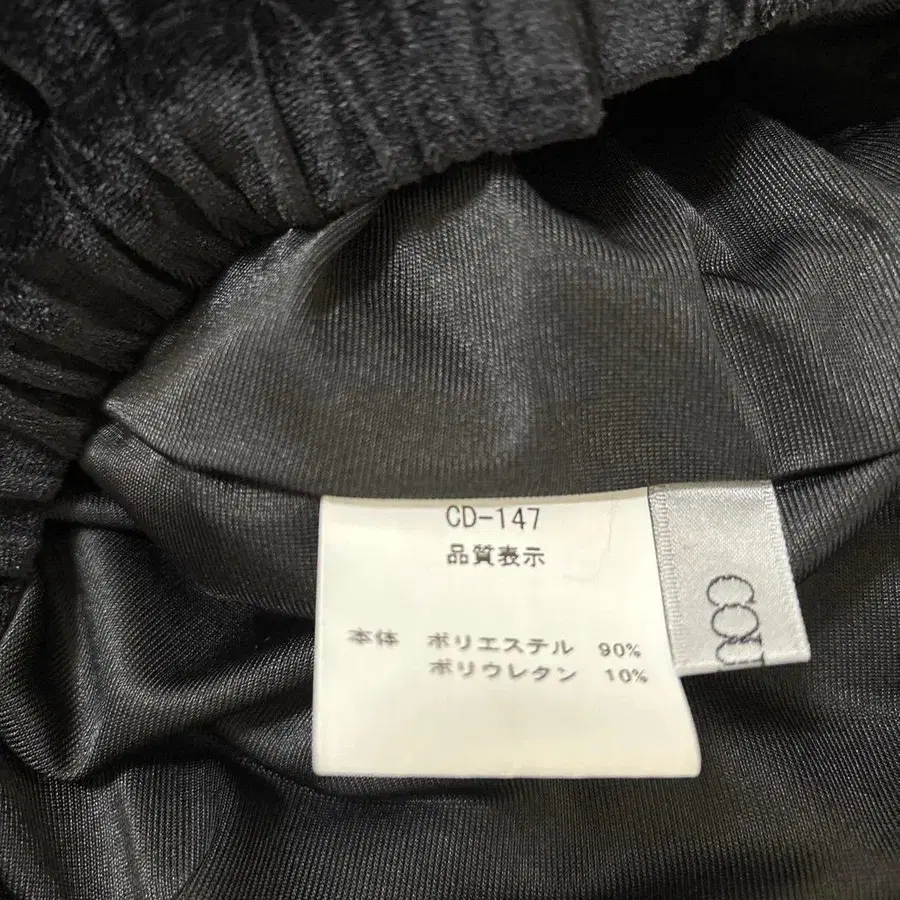 CD-147
品質表示
本体 ポリエステル 90%
ポリウレタン 10%
COU